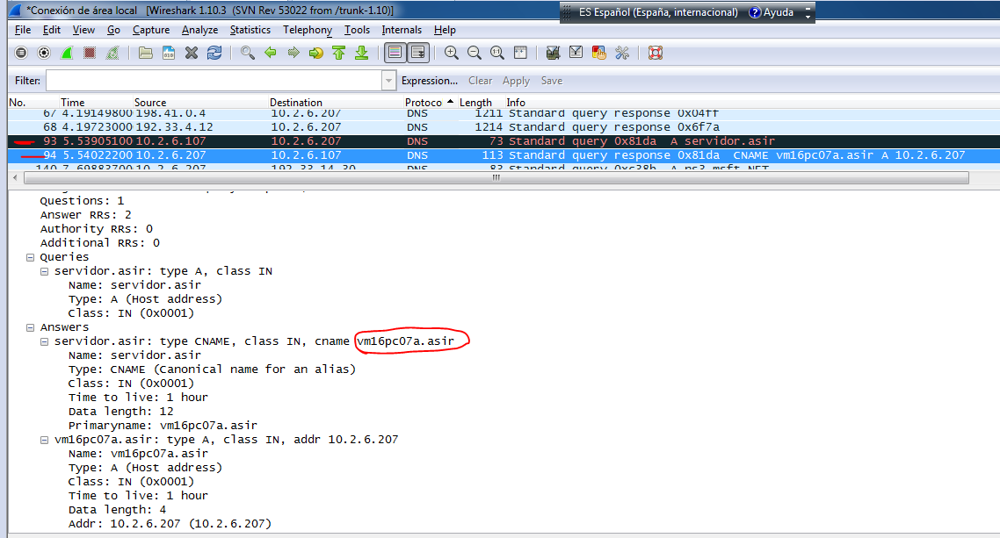 *Conexión de área local [Wireshark 1.10.3 (SVN Rev 53022 from /trunk-1.10)]
ES Español (España, internacional) Ayuda
File Edit View Go Capture Analyze Statistics Telephony Tools Internals Help
Filter: Expression... Clear Apply Save
No. Time Source Destination Protoco Length Info
67 4.19149800 198.41.0.4 10.2.6.207 DNS 1211 Standard query response 0x04ff
68 4.19723000 192.33.4.12 10.2.6.207 DNS 1214 Standard query response 0x6f7a
93 5.53905100 10.2.6.107 10.2.6.207 DNS 73 Standard query 0x81da A servidor.asir
94 5.54022200 10.2.6.207 10.2.6.107 DNS 113 Standard query response 0x81da CNAME vm16pc07a.asir A 10.2.6.207
140 7.69883700 10.2.6.207 192.33.14.30 DNS 83 Standard query 0xc38b A ns3.msft.NET
Questions: 1
Answer RRs: 2
Authority RRs: 0
Additional RRs: 0
Queries
servidor.asir: type A, class IN
Name: servidor.asir
Type: A (Host address)
Class: IN (0x0001)
Answers
servidor.asir: type CNAME, class IN, cname vm16pc07a.asir
Name: servidor.asir
Type: CNAME (Canonical name for an alias)
Class: IN (0x0001)
Time to live: 1 hour
Data length: 12
Primaryname: vm16pc07a.asir
vm16pc07a.asir: type A, class IN, addr 10.2.6.207
Name: vm16pc07a.asir
Type: A (Host address)
Class: IN (0x0001)
Time to live: 1 hour
Data length: 4
Addr: 10.2.6.207 (10.2.6.207)